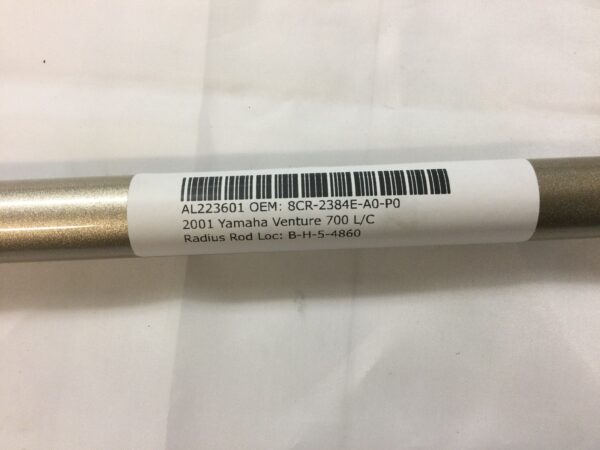 AL223601 OEM: 8CR-2384E-A0-P0
2001 Yamaha Venture 700 L/C
Radius Rod Loc: B-H-5-4860